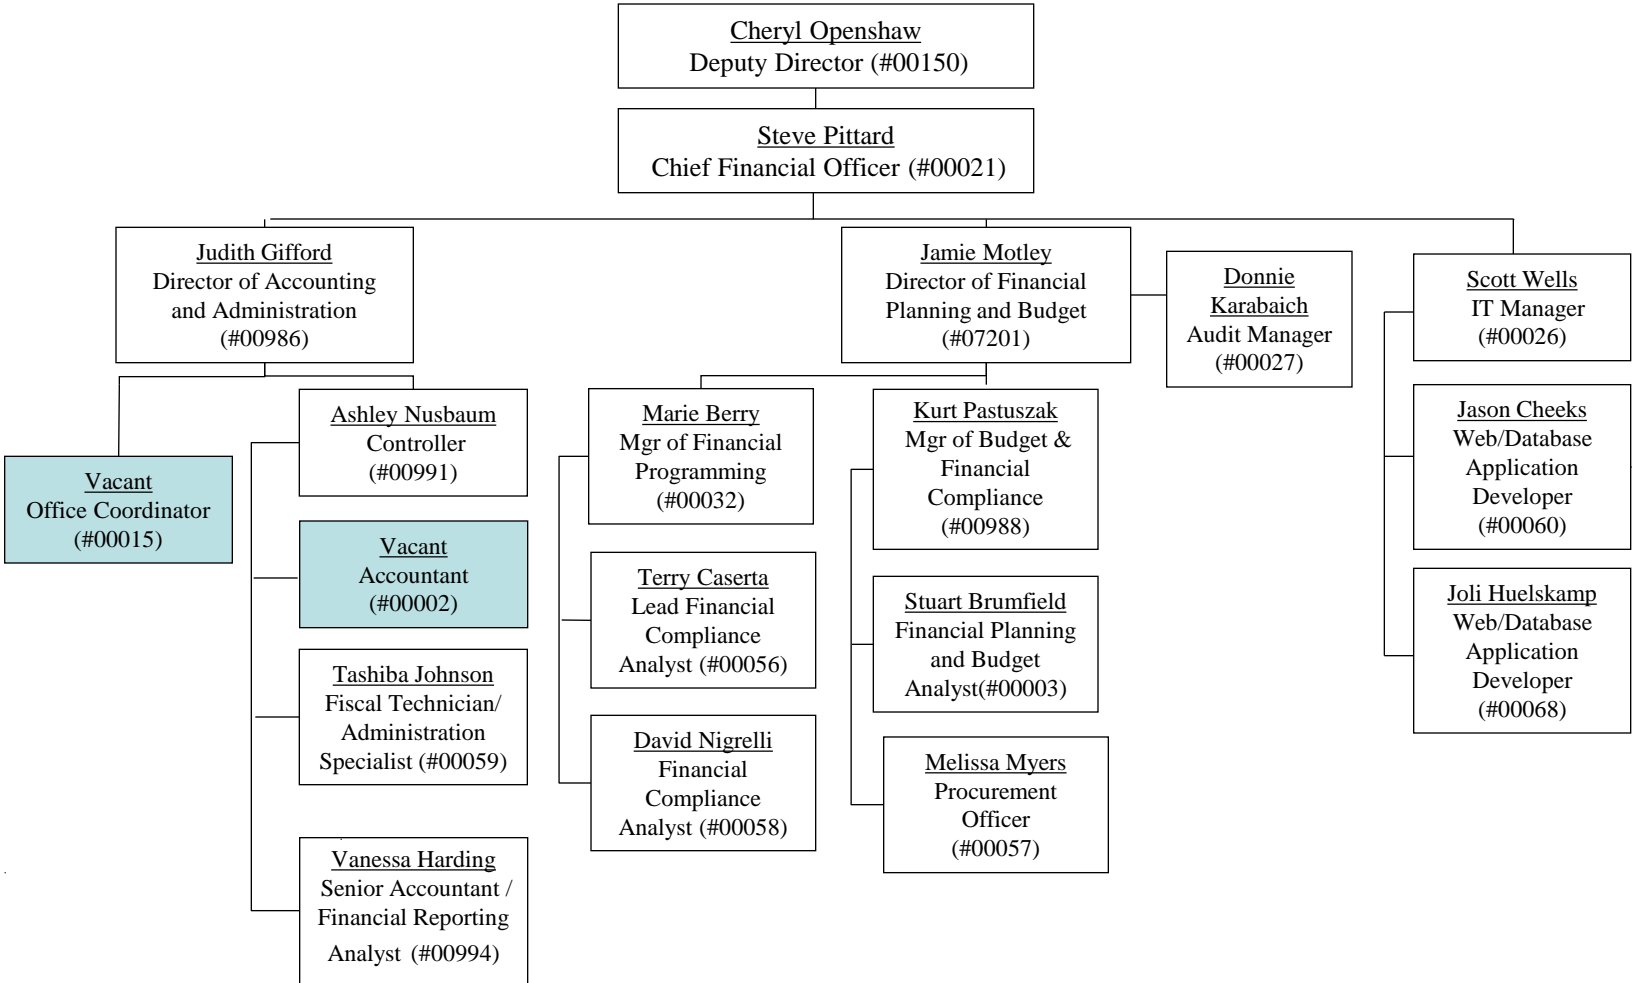 Cheryl Openshaw
Deputy Director (#00150)
Steve Pittard
Chief Financial Officer (#00021)
Judith Gifford
Director of Accounting
and Administration
(#00986)
Jamie Motley
Director of Financial
Planning and Budget
(#07201)
Donnie
Karabaich
Audit Manager
(#00027)
Scott Wells
IT Manager
(#00026)
Vacant
Office Coordinator
(#00015)
Ashley Nusbaum
Controller
(#00991)
Vacant
Accountant
(#00002)
Tashiba Johnson
Fiscal Technician/
Administration
Specialist (#00059)
Vanessa Harding
Senior Accountant /
Financial Reporting
Analyst (#00994)
Marie Berry
Mgr of Financial
Programming
(#00032)
Terry Caserta
Lead Financial
Compliance
Analyst (#00056)
David Nigrelli
Financial
Compliance
Analyst (#00058)
Kurt Pastuszak
Mgr of Budget &
Financial
Compliance
(#00988)
Stuart Brumfield
Financial Planning
and Budget
Analyst(#00003)
Melissa Myers
Procurement
Officer
(#00057)
Jason Cheeks
Web/Database
Application
Developer
(#00060)
Joli Huelskamp
Web/Database
Application
Developer
(#00068)